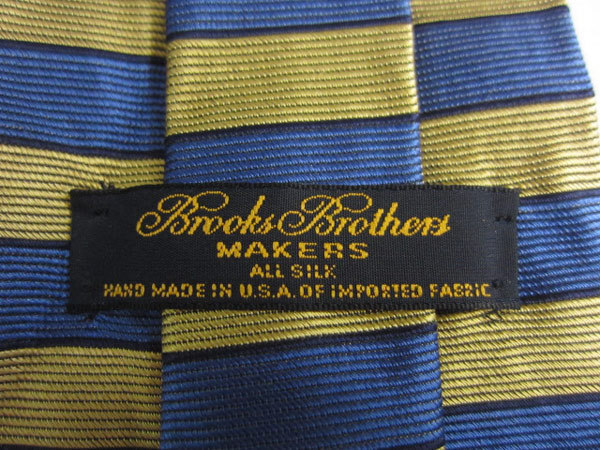 Brooks Brothers
MAKERS
ALL SILK
HAND MADE IN U.S.A. OF IMPORTED FABRIC